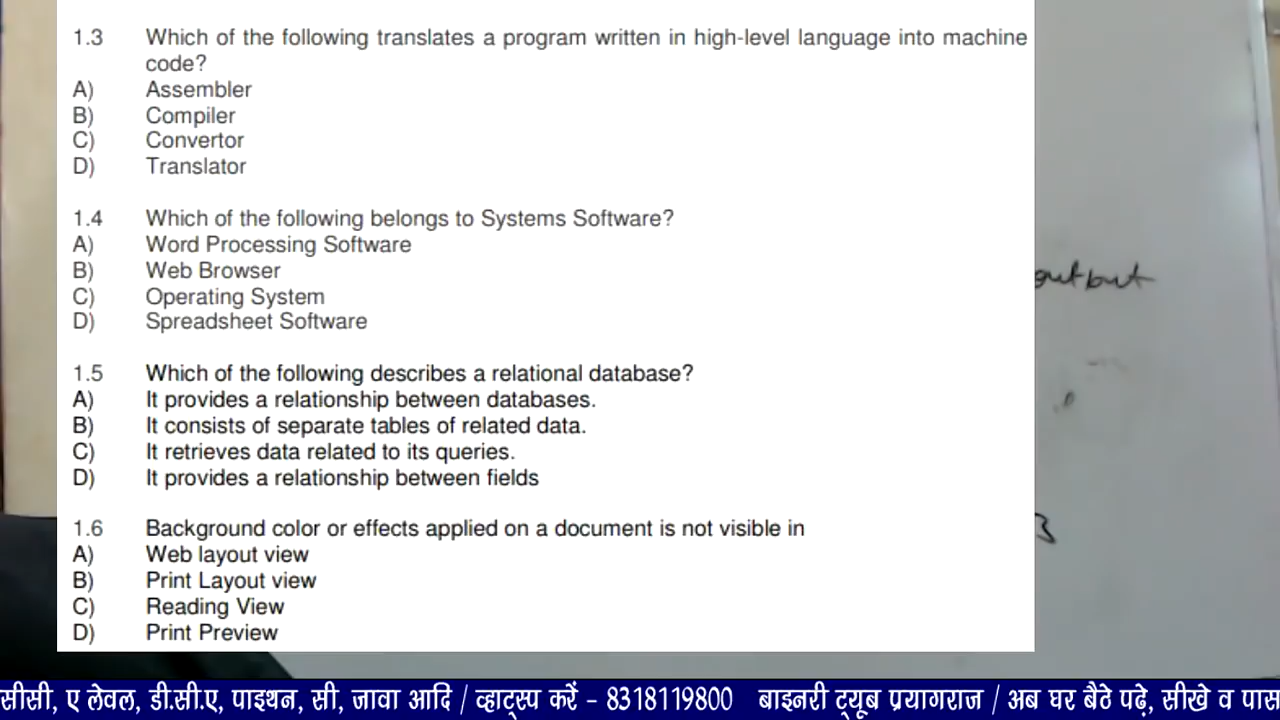 1.3 Which of the following translates a program written in high-level language into machine
code?
A) Assembler
B) Compiler
C) Convertor
D) Translator
1.4 Which of the following belongs to Systems Software?
A) Word Processing Software
B) Web Browser
C) Operating System
D) Spreadsheet Software
1.5 Which of the following describes a relational database?
A) It provides a relationship between databases.
B) It consists of separate tables of related data.
C) It retrieves data related to its queries.
D) It provides a relationship between fields
1.6 Background color or effects applied on a document is not visible in
A) Web layout view
B) Print Layout view
C) Reading View
D) Print Preview
output
सीसी, ए लेवल, डी.सी.ए, पाइथन, सी, जावा आदि / व्हाट्स्प करें - 8318119800 बाइनरी ट्यूब प्रयागराज / अब घर बैठे पढ़े, सीखे व पास